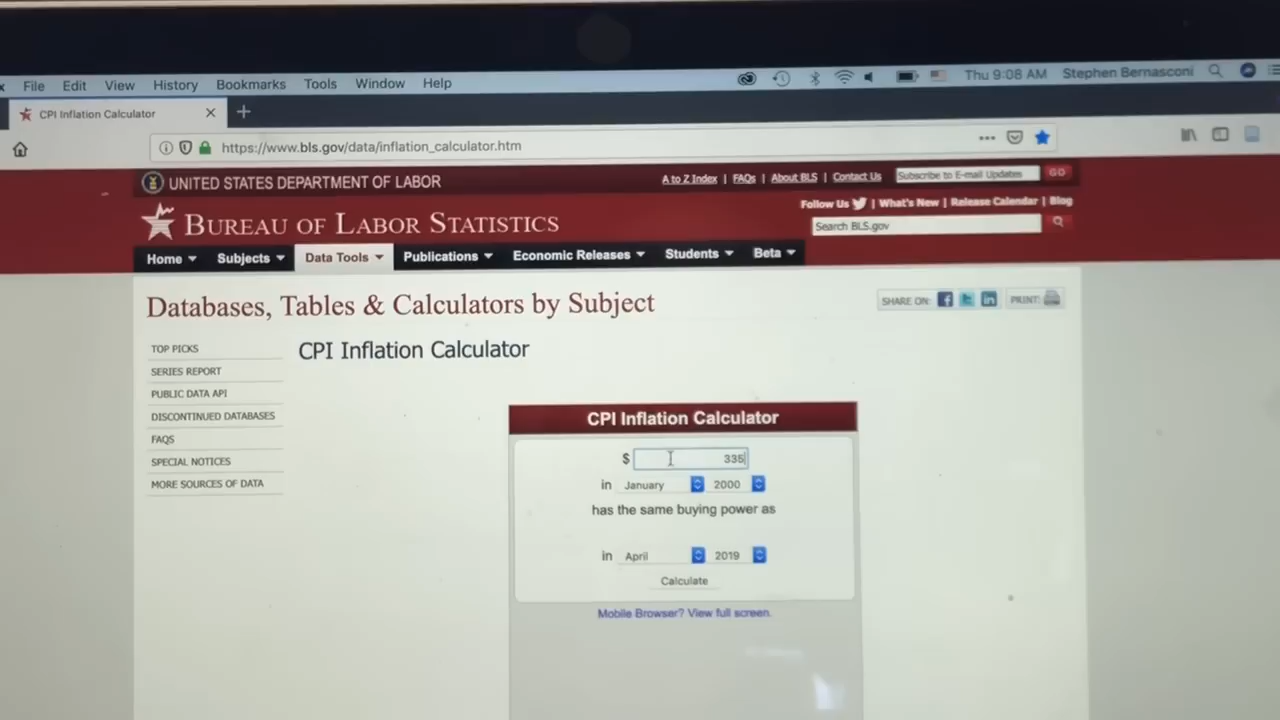 File Edit View History Bookmarks Tools Window Help Thu 9:08 AM Stephen Bernasconi
CPI Inflation Calculator
https://www.bls.gov/data/inflation_calculator.htm
UNITED STATES DEPARTMENT OF LABOR
A to Z Index | FAQs | About BLS | Contact Us Subscribe to E-mail Updates GO
BUREAU OF LABOR STATISTICS
Follow Us | What's New | Release Calendar | Blog
Search BLS.gov
Home Subjects Data Tools Publications Economic Releases Students Beta
Databases, Tables & Calculators by Subject
SHARE ON: PRINT:
TOP PICKS
SERIES REPORT
PUBLIC DATA API
DISCONTINUED DATABASES
FAQS
SPECIAL NOTICES
MORE SOURCES OF DATA
CPI Inflation Calculator
CPI Inflation Calculator
$ 335
in January 2000
has the same buying power as
in April 2019
Calculate
Mobile Browser? View full screen.